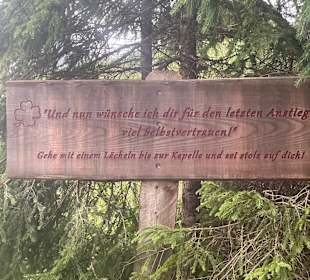 "Und nun wünsche ich dir für den letzten Anstieg
viel Selbstvertrauen!"
Gehe mit einem Lächeln bis zur Kapelle und sei stolz auf dich!